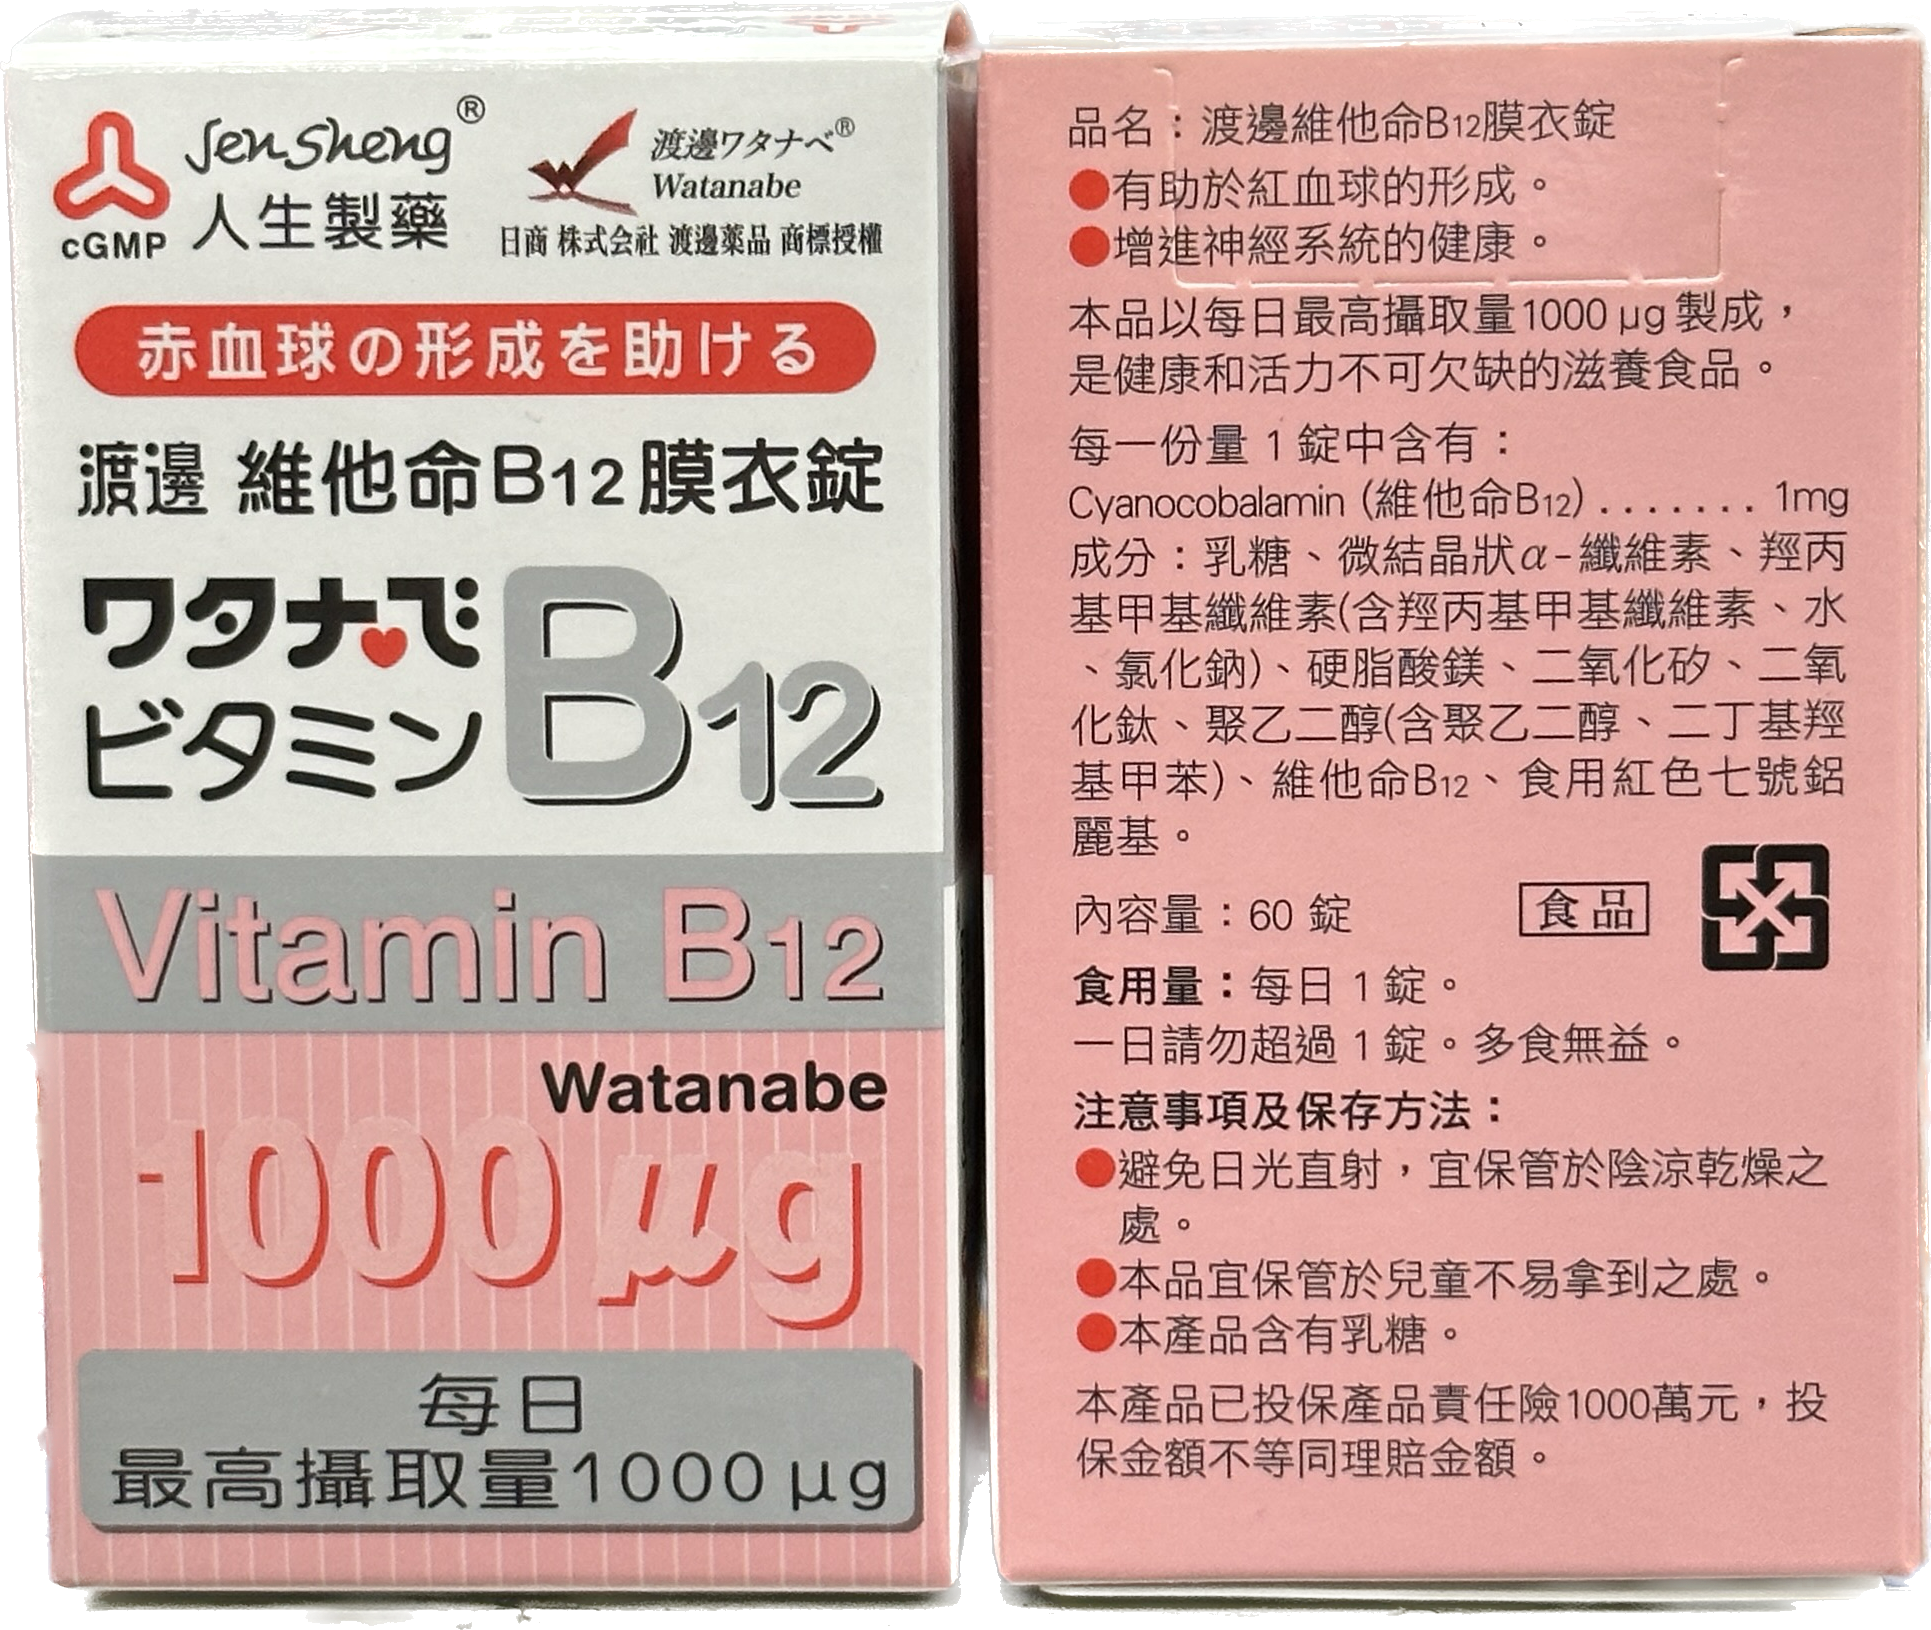 Jen Sheng®
人生製藥
cGMP
渡邊ワタナベ®
Watanabe
日商 株式会社 渡邊薬品 商標授權
赤血球の形成を助ける
渡邊 維他命B12膜衣錠
ワタナベ
ビタミン B12
Vitamin B12
Watanabe
1000 μg
每日
最高攝取量1000 μg
品名：渡邊維他命B12膜衣錠
●有助於紅血球的形成。
●增進神經系統的健康。
本品以每日最高攝取量1000 μg製成，
是健康和活力不可欠缺的滋養食品。
每一份量 1 錠中含有：
Cyanocobalamin (維他命B12) ....... 1mg
成分：乳糖、微結晶狀α-纖維素、羥丙
基甲基纖維素(含羥丙基甲基纖維素、水
、氯化鈉)、硬脂酸鎂、二氧化矽、二氧
化鈦、聚乙二醇(含聚乙二醇、二丁基羥
基甲苯)、維他命B12、食用紅色七號鋁
麗基。
內容量：60 錠
食品
食用量：每日 1 錠。
一日請勿超過 1 錠。多食無益。
注意事項及保存方法：
●避免日光直射，宜保管於陰涼乾燥之
處。
●本品宜保管於兒童不易拿到之處。
●本產品含有乳糖。
本產品已投保產品責任險1000萬元，投
保金額不等同理賠金額。